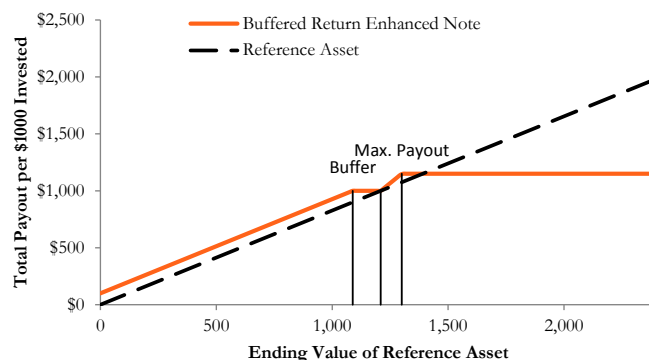 $2,500
Buffered Return Enhanced Note
Reference Asset
$2,000
$1,500
Max. Payout
Buffer
$1,000
$500
$0
0
500
1,000
1,500
2,000
Total Payout per $1000 Invested
Ending Value of Reference Asset